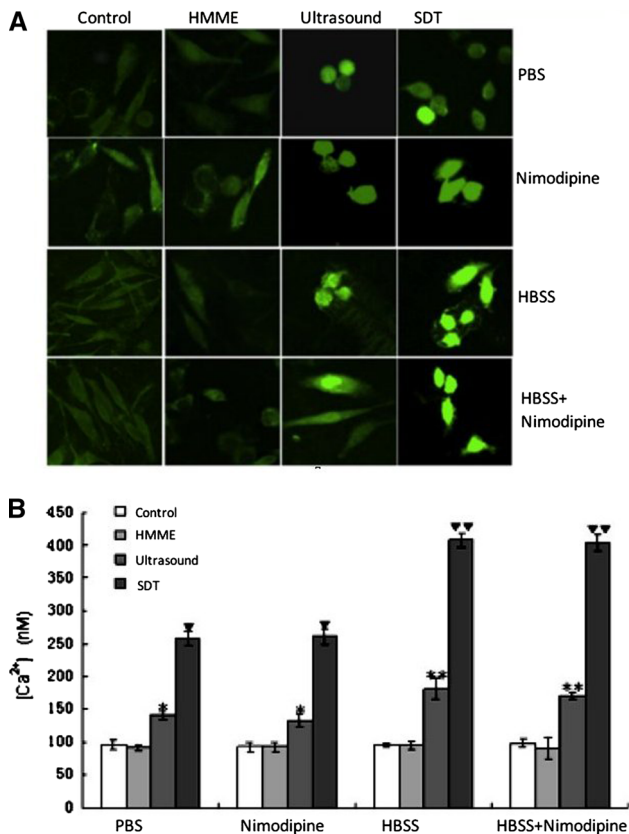 A
Control HMME Ultrasound SDT
PBS
Nimodipine
HBSS
HBSS+
Nimodipine
B
450
400
350
300
250
200
150
100
50
0
[Ca2+] (nM)
Control
HMME
Ultrasound
SDT
*
*
**
**
PBS Nimodipine HBSS HBSS+Nimodipine